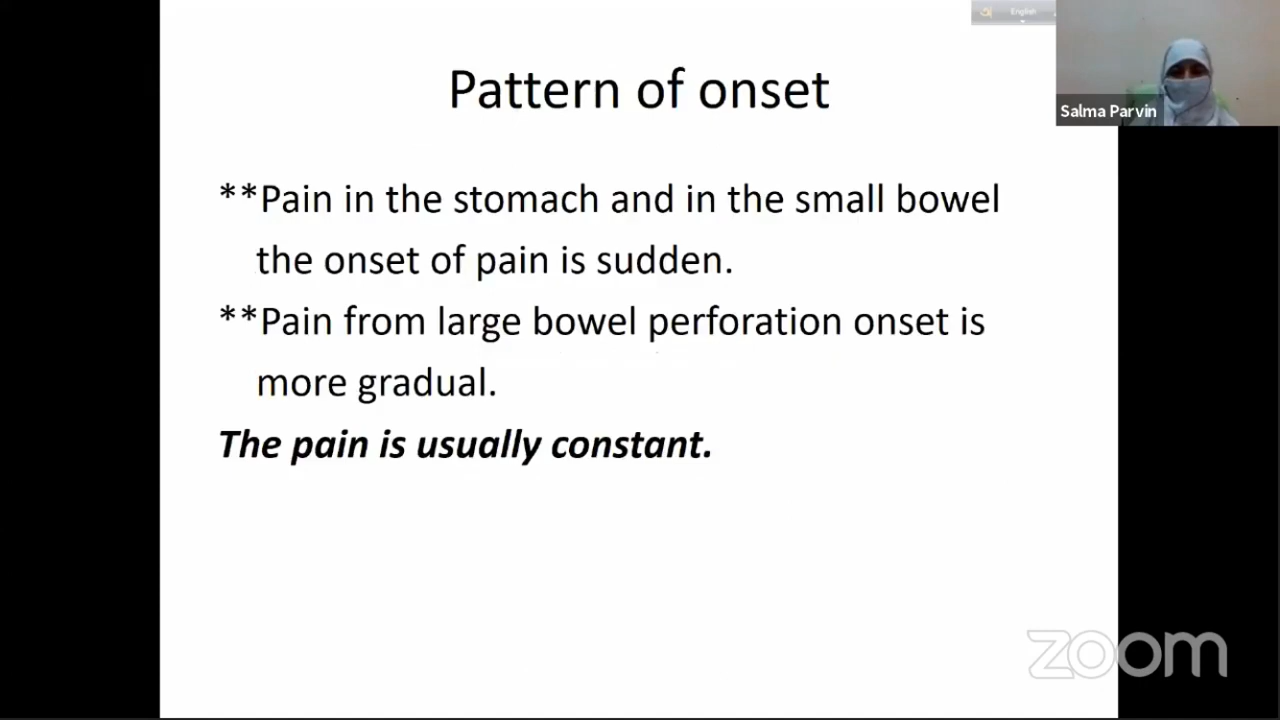 English
Pattern of onset
Salma Parvin
**Pain in the stomach and in the small bowel
the onset of pain is sudden.
**Pain from large bowel perforation onset is
more gradual.
The pain is usually constant.
zoom